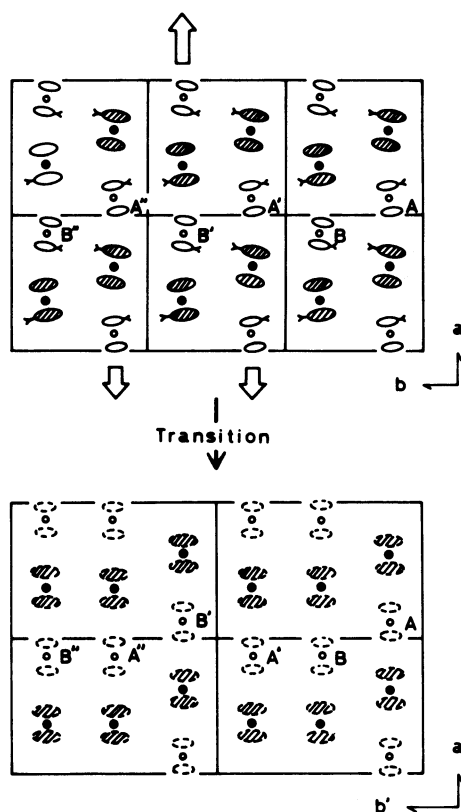 A" A' A
B" B' B
a
b
Transition
B' A
B" A" A' B
a
b'